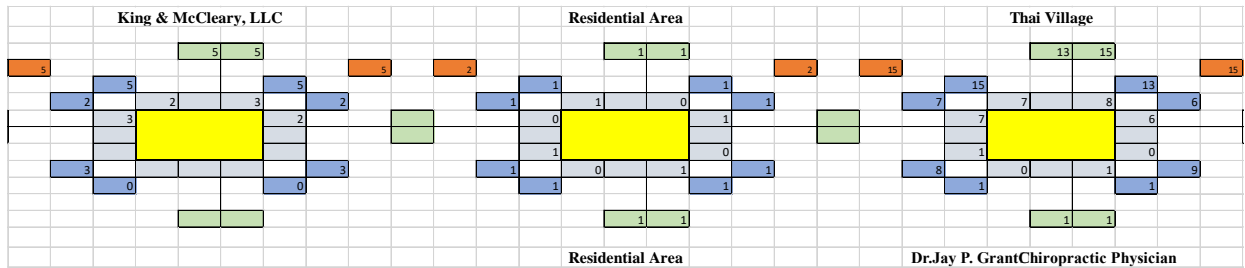 King & McCleary, LLC Residential Area Thai Village
5 5 1 1 13 15
5 5 2 2 15 15
5 5 1 1 15 13
2 2 3 2 1 1 0 1 7 7 8 6
3 2 0 1 7 6
1 0 1 0
3 3 1 0 1 1 8 0 1 9
0 0 1 1 1 1
1 1 1 1
Residential Area Dr.Jay P. GrantChiropractic Physician